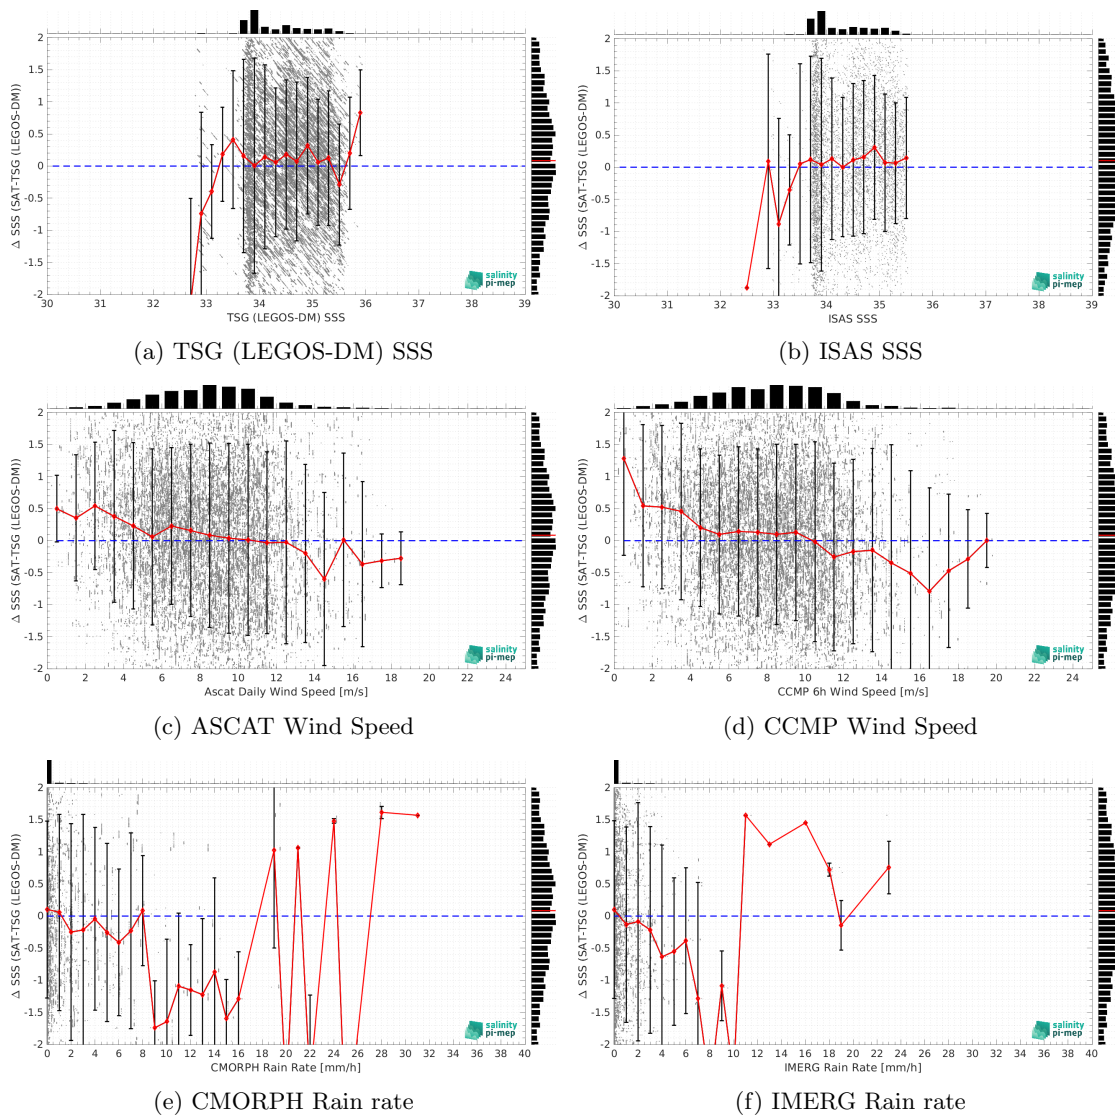 2
1.5
1
0.5
0
-0.5
-1
-1.5
-2
Δ SSS (SAT-TSG (LEGOS-DM))
30 31 32 33 34 35 36 37 38 39
TSG (LEGOS-DM) SSS
salinity
pi-mep
(a) TSG (LEGOS-DM) SSS
2
1.5
1
0.5
0
-0.5
-1
-1.5
-2
Δ SSS (SAT-TSG (LEGOS-DM))
30 31 32 33 34 35 36 37 38 39
ISAS SSS
salinity
pi-mep
(b) ISAS SSS
2
1.5
1
0.5
0
-0.5
-1
-1.5
-2
Δ SSS (SAT-TSG (LEGOS-DM))
0 2 4 6 8 10 12 14 16 18 20 22 24
Ascat Daily Wind Speed [m/s]
salinity
pi-mep
(c) ASCAT Wind Speed
2
1.5
1
0.5
0
-0.5
-1
-1.5
-2
Δ SSS (SAT-TSG (LEGOS-DM))
0 2 4 6 8 10 12 14 16 18 20 22 24
CCMP 6h Wind Speed [m/s]
salinity
pi-mep
(d) CCMP Wind Speed
2
1.5
1
0.5
0
-0.5
-1
-1.5
-2
Δ SSS (SAT-TSG (LEGOS-DM))
0 2 4 6 8 10 12 14 16 18 20 22 24 26 28 30 32 34 36 38 40
CMORPH Rain Rate [mm/h]
salinity
pi-mep
(e) CMORPH Rain rate
2
1.5
1
0.5
0
-0.5
-1
-1.5
-2
Δ SSS (SAT-TSG (LEGOS-DM))
0 2 4 6 8 10 12 14 16 18 20 22 24 26 28 30 32 34 36 38 40
IMERG Rain Rate [mm/h]
salinity
pi-mep
(f) IMERG Rain rate